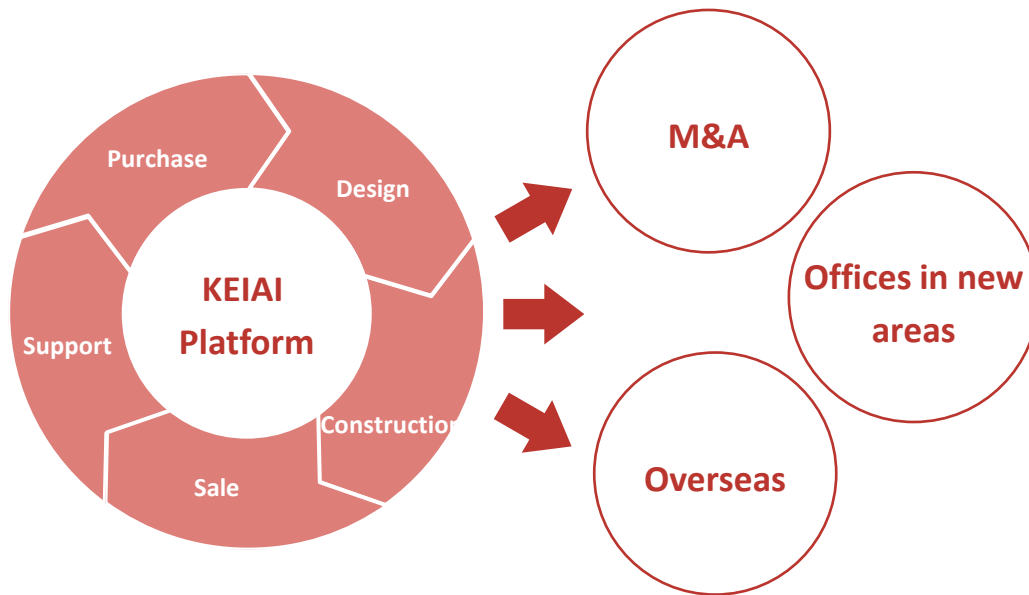 Purchase
Design
KEIAI
Platform
Support
Construction
Sale
M&A
Offices in new
areas
Overseas